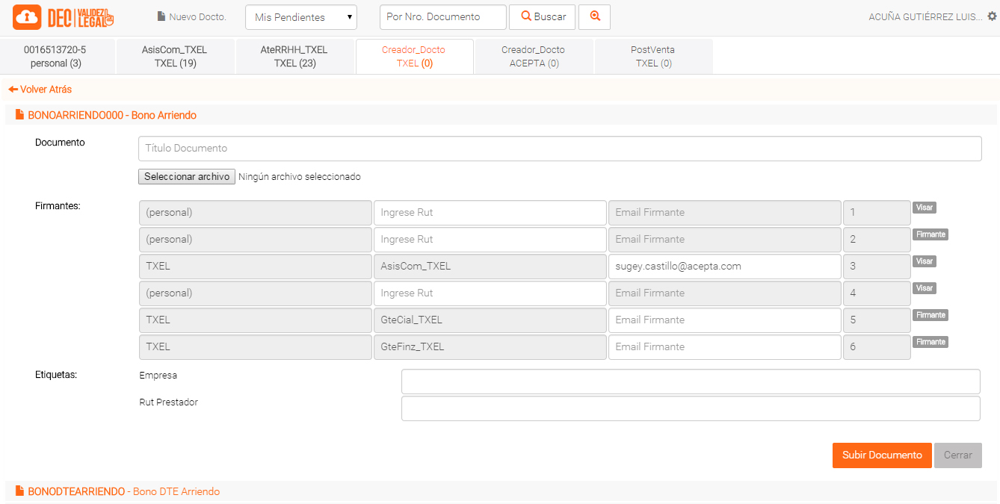 DEC VALIDEZ LEGAL
Nuevo Docto.
Mis Pendientes
Por Nro. Documento
Buscar
ACUÑA GUTIÉRREZ LUIS...
0016513720-5
personal (3)
AsisCom_TXEL
TXEL (19)
AteRRHH_TXEL
TXEL (23)
Creador_Docto
TXEL (0)
Creador_Docto
ACEPTA (0)
PostVenta
TXEL (0)
Volver Atrás
BONOARRIENDO000 - Bono Arriendo
Documento
Título Documento
Seleccionar archivo Ningún archivo seleccionado
Firmantes:
(personal) Ingrese Rut Email Firmante 1 Visar
(personal) Ingrese Rut Email Firmante 2 Firmante
TXEL AsisCom_TXEL sugey.castillo@acepta.com 3 Visar
(personal) Ingrese Rut Email Firmante 4 Visar
TXEL GteCial_TXEL Email Firmante 5 Firmante
TXEL GteFinz_TXEL Email Firmante 6 Firmante
Etiquetas:
Empresa
Rut Prestador
Subir Documento Cerrar
BONODTEARRIENDO - Bono DTE Arriendo